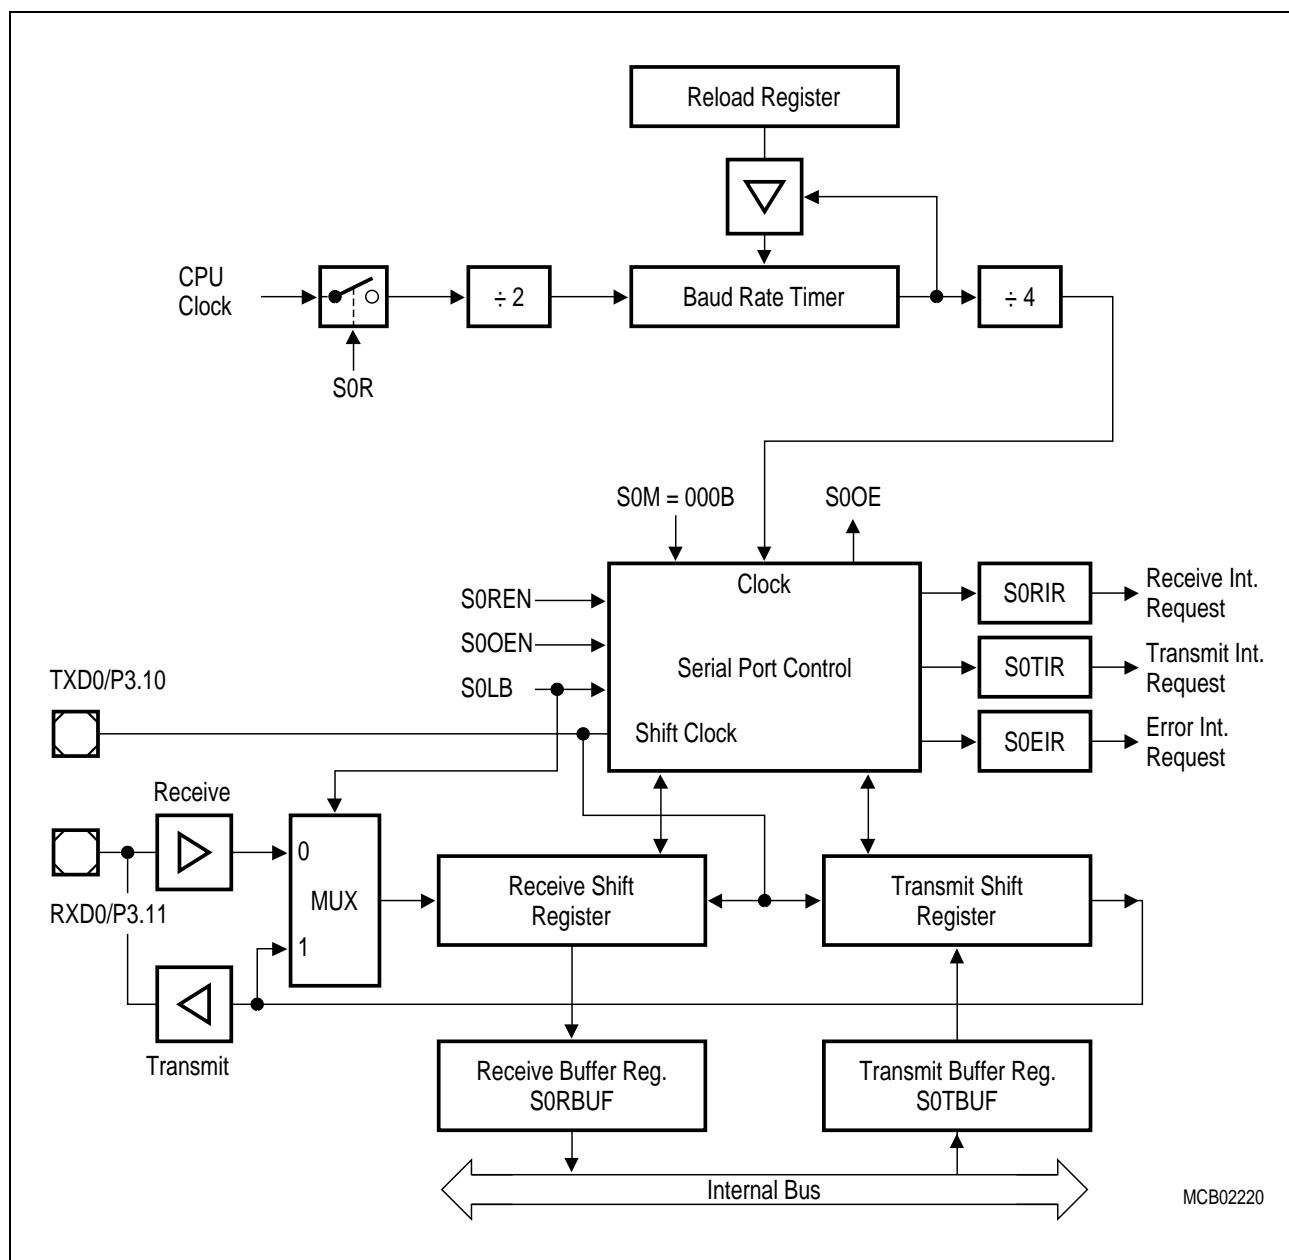 Reload Register
CPU
Clock
÷ 2
Baud Rate Timer
÷ 4
S0R
S0M = 000B
S0OE
Clock
S0REN
S0OEN
S0LB
Serial Port Control
Shift Clock
S0RIR
Receive Int.
Request
S0TIR
Transmit Int.
Request
S0EIR
Error Int.
Request
TXD0/P3.10
Receive
RXD0/P3.11
0
MUX
1
Receive Shift
Register
Transmit Shift
Register
Transmit
Receive Buffer Reg.
S0RBUF
Transmit Buffer Reg.
S0TBUF
Internal Bus
MCB02220